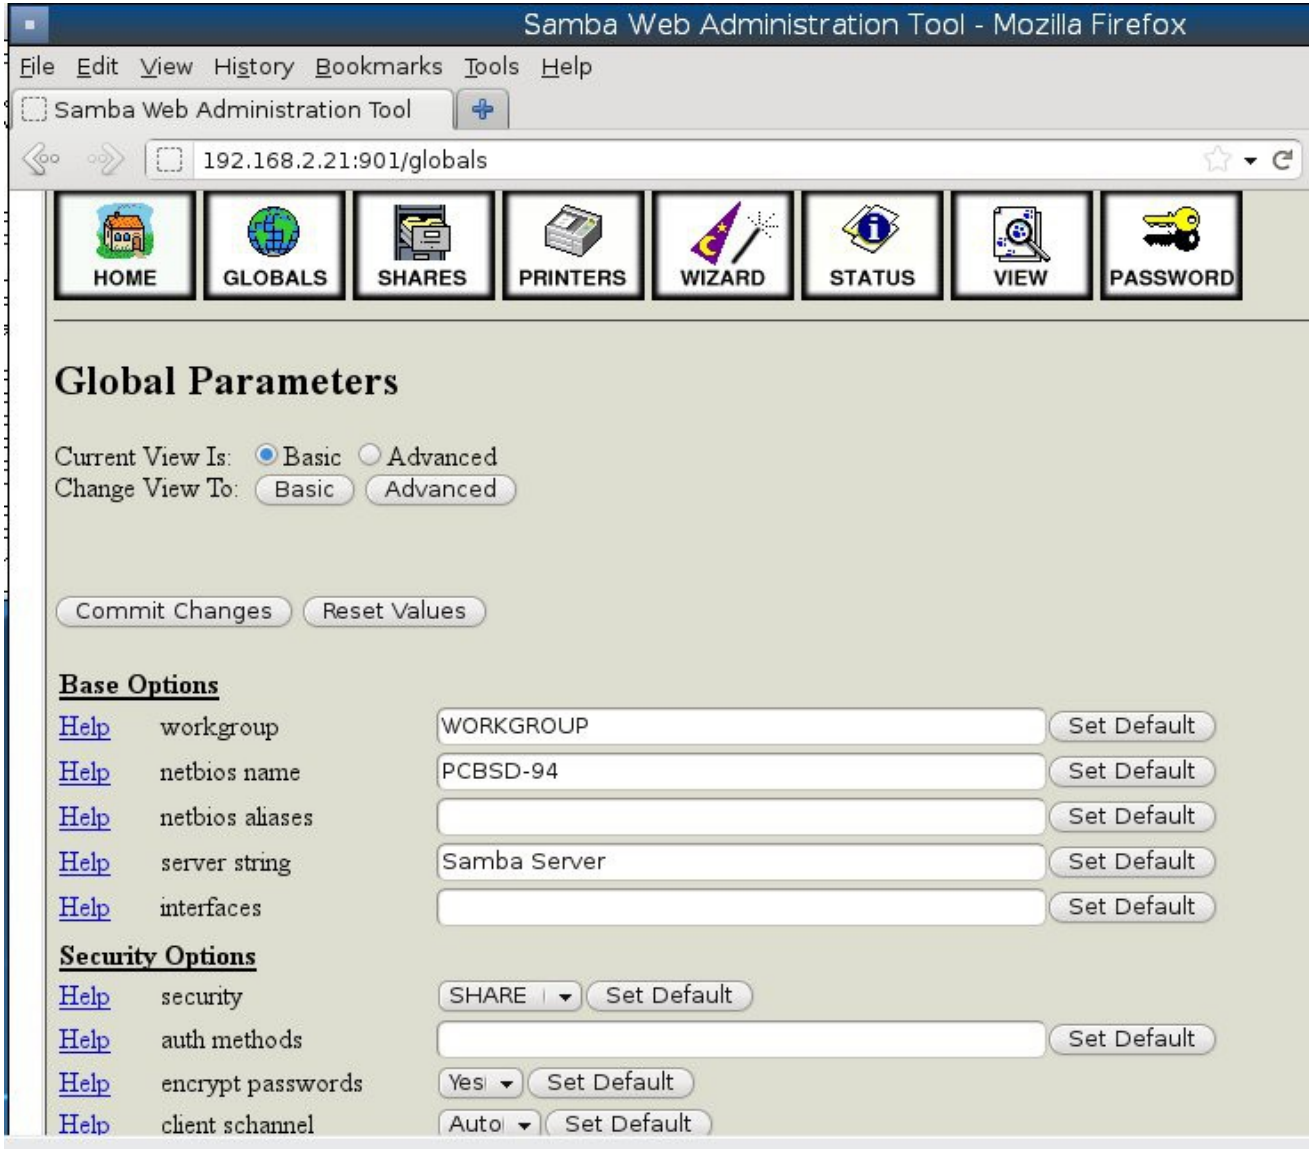 Samba Web Administration Tool - Mozilla Firefox
File Edit View History Bookmarks Tools Help
Samba Web Administration Tool
192.168.2.21:901/globals
HOME GLOBALS SHARES PRINTERS WIZARD STATUS VIEW PASSWORD
Global Parameters
Current View Is: Basic Advanced
Change View To: Basic Advanced
Commit Changes Reset Values
Base Options
Help workgroup WORKGROUP Set Default
Help netbios name PCBSD-94 Set Default
Help netbios aliases Set Default
Help server string Samba Server Set Default
Help interfaces Set Default
Security Options
Help security SHARE Set Default
Help auth methods Set Default
Help encrypt passwords Yes Set Default
Help client schannel Auto Set Default